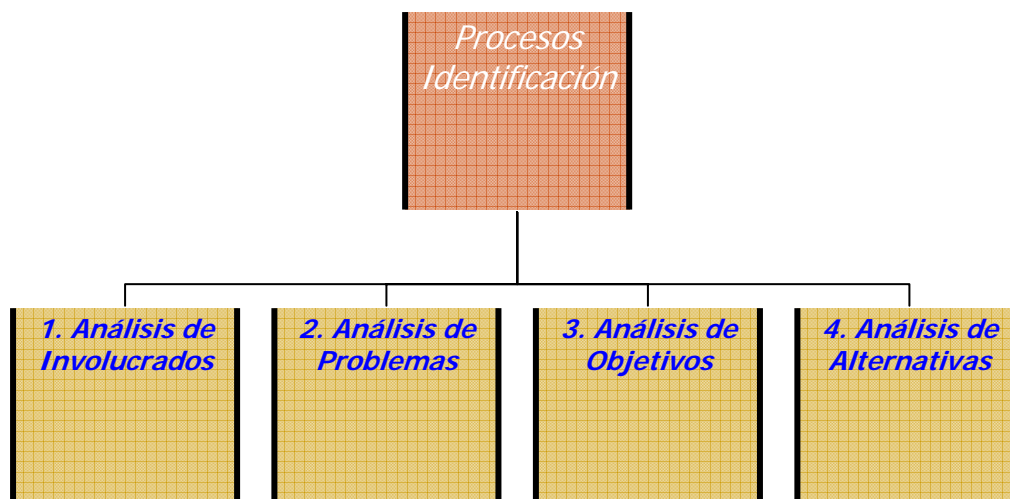 Procesos
Identificación
1. Análisis de
Involucrados
2. Análisis de
Problemas
3. Análisis de
Objetivos
4. Análisis de
Alternativas